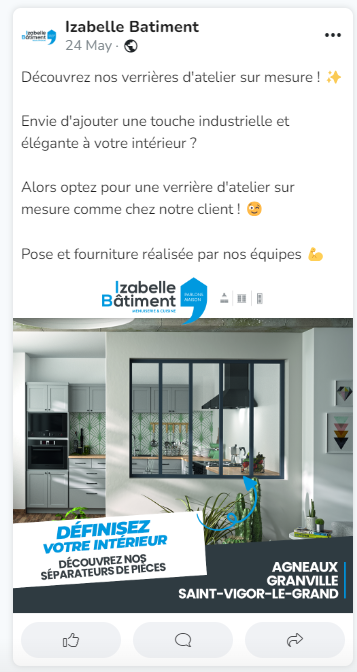 Izabelle Batiment
24 May ·
Découvrez nos verrières d'atelier sur mesure ! ✨
Envie d'ajouter une touche industrielle et
élégante à votre intérieur ?
Alors optez pour une verrière d'atelier sur
mesure comme chez notre client ! 😉
Pose et fourniture réalisée par nos équipes 💪
Izabelle
Bâtiment
MENUISERIE & CUISINE
DÉFINISEZ
VOTRE INTÉRIEUR
DÉCOUVREZ NOS
SÉPARATEURS DE PIÈCES
AGNEAUX
GRANVILLE
SAINT-VIGOR-LE-GRAND